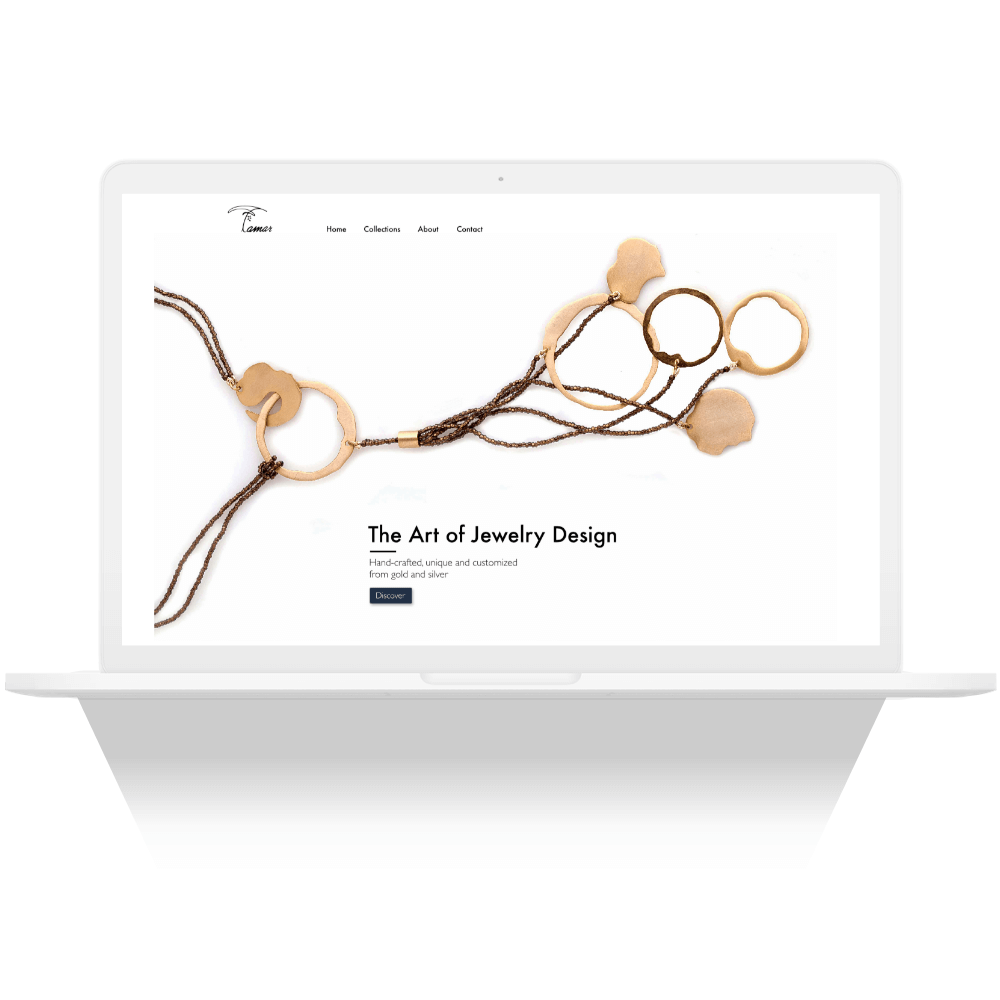 Tamar
Home Collections About Contact
The Art of Jewelry Design
Hand-crafted, unique and customized
from gold and silver
Discover